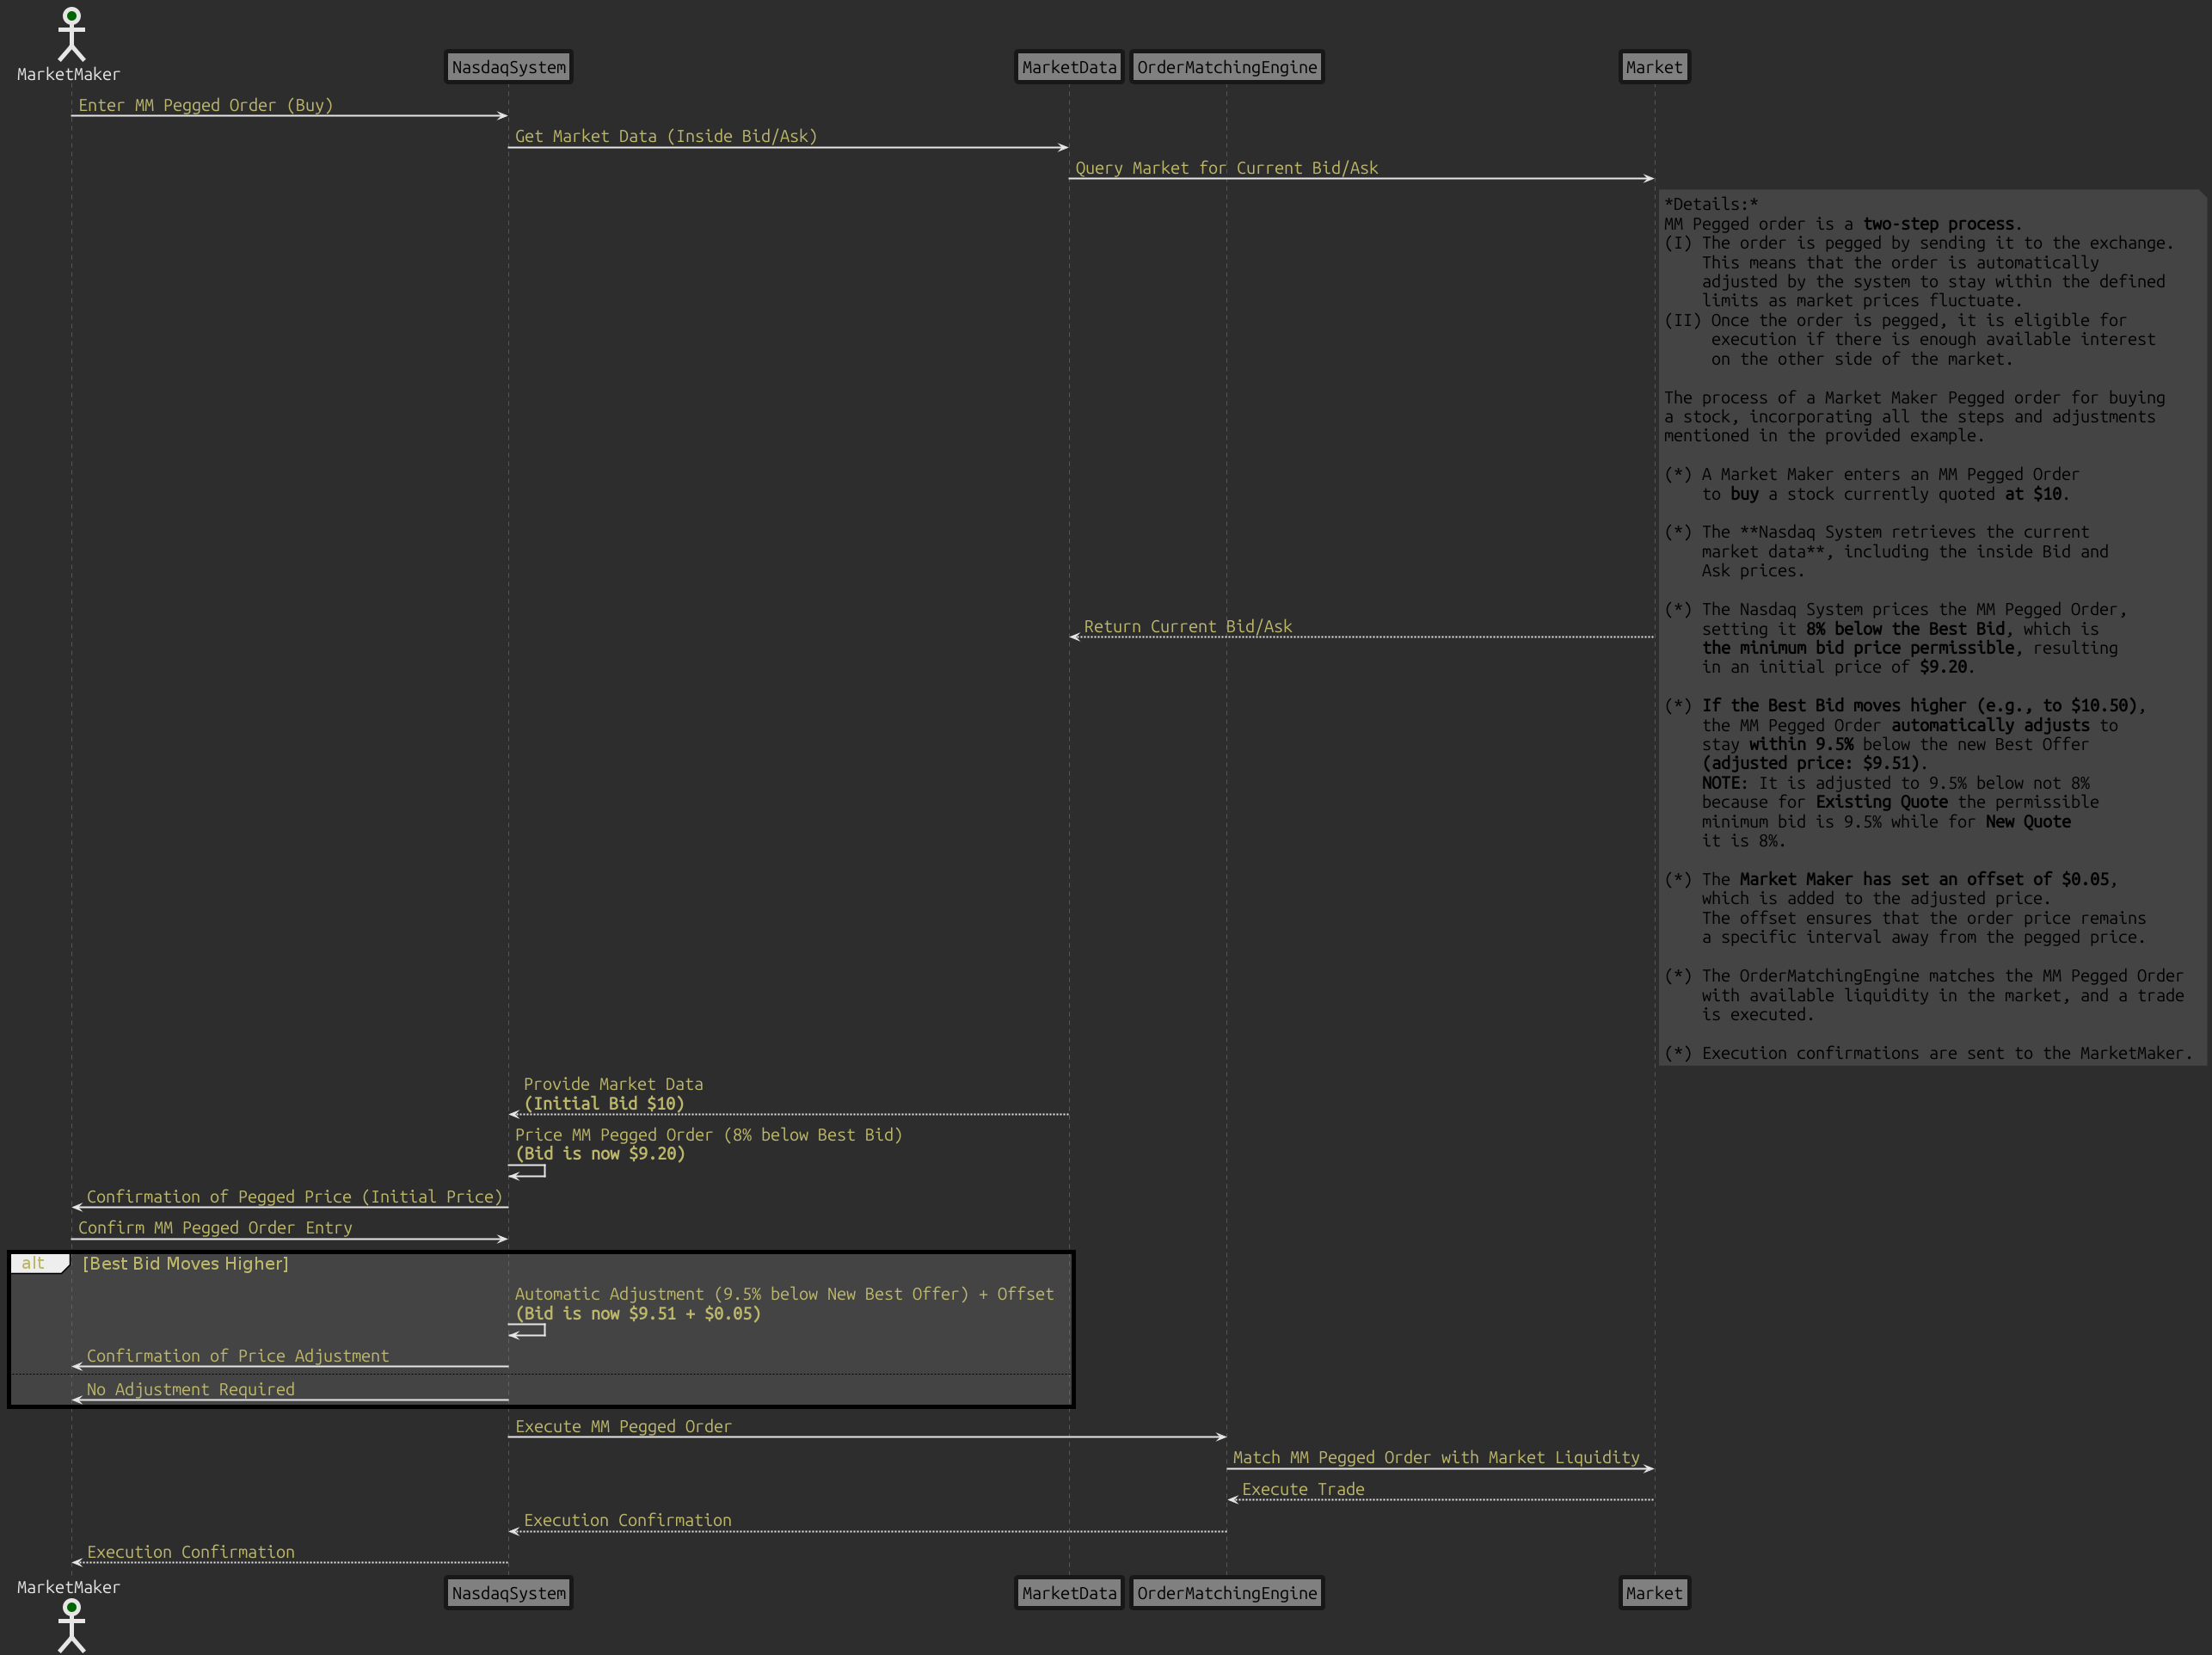 MarketMaker
NasdaqSystem
MarketData
OrderMatchingEngine
Market
Enter MM Pegged Order (Buy)
Get Market Data (Inside Bid/Ask)
Query Market for Current Bid/Ask
*Details:*
MM Pegged order is a two-step process.
(I) The order is pegged by sending it to the exchange.
This means that the order is automatically
adjusted by the system to stay within the defined
limits as market prices fluctuate.
(II) Once the order is pegged, it is eligible for
execution if there is enough available interest
on the other side of the market.
The process of a Market Maker Pegged order for buying
a stock, incorporating all the steps and adjustments
mentioned in the provided example.
(*) A Market Maker enters an MM Pegged Order
to buy a stock currently quoted at $10.
(*) The **Nasdaq System retrieves the current
market data**, including the inside Bid and
Ask prices.
(*) The Nasdaq System prices the MM Pegged Order,
setting it 8% below the Best Bid, which is
the minimum bid price permissible, resulting
in an initial price of $9.20.
(*) If the Best Bid moves higher (e.g., to $10.50),
the MM Pegged Order automatically adjusts to
stay within 9.5% below the new Best Offer
(adjusted price: $9.51).
NOTE: It is adjusted to 9.5% below not 8%
because for Existing Quote the permissible
minimum bid is 9.5% while for New Quote
it is 8%.
(*) The Market Maker has set an offset of $0.05,
which is added to the adjusted price.
The offset ensures that the order price remains
a specific interval away from the pegged price.
(*) The OrderMatchingEngine matches the MM Pegged Order
with available liquidity in the market, and a trade
is executed.
(*) Execution confirmations are sent to the MarketMaker.
Return Current Bid/Ask
Provide Market Data
(Initial Bid $10)
Price MM Pegged Order (8% below Best Bid)
(Bid is now $9.20)
Confirmation of Pegged Price (Initial Price)
Confirm MM Pegged Order Entry
alt
[Best Bid Moves Higher]
Automatic Adjustment (9.5% below New Best Offer) + Offset
(Bid is now $9.51 + $0.05)
Confirmation of Price Adjustment
No Adjustment Required
Execute MM Pegged Order
Match MM Pegged Order with Market Liquidity
Execute Trade
Execution Confirmation
Execution Confirmation
MarketMaker
NasdaqSystem
MarketData
OrderMatchingEngine
Market